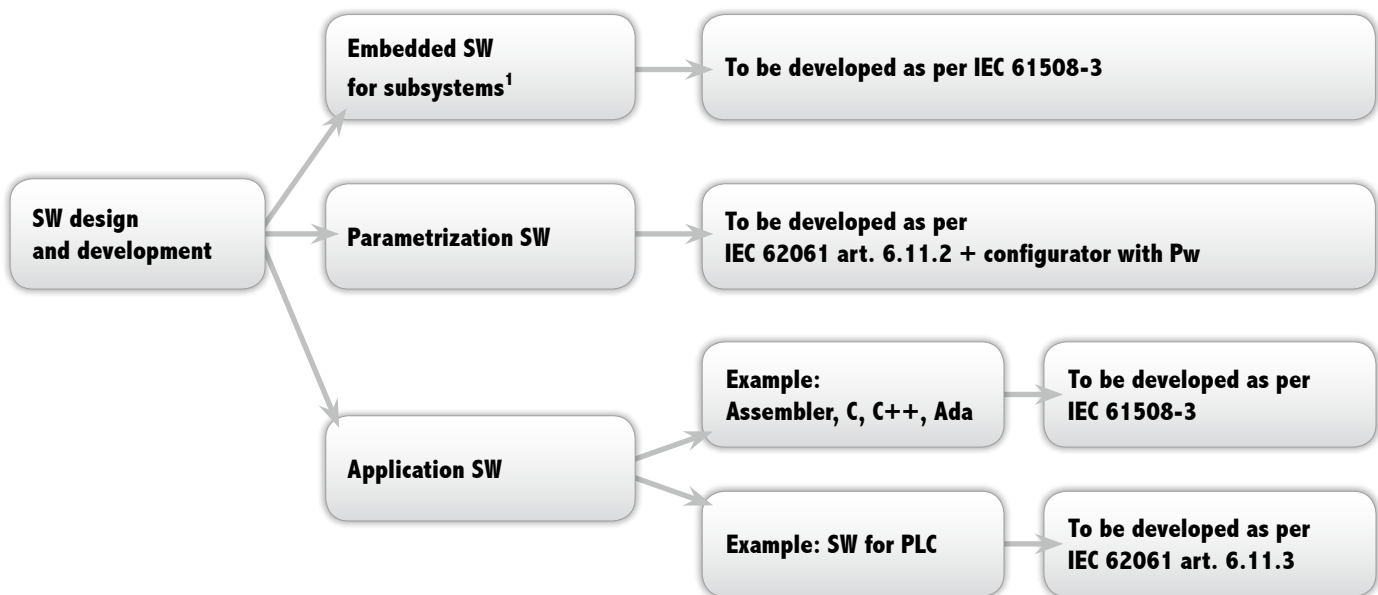 Embedded SW
for subsystems¹
To be developed as per IEC 61508-3
SW design
and development
Parametrization SW
To be developed as per
IEC 62061 art. 6.11.2 + configurator with Pw
Application SW
Example:
Assembler, C, C++, Ada
To be developed as per
IEC 61508-3
Example: SW for PLC
To be developed as per
IEC 62061 art. 6.11.3